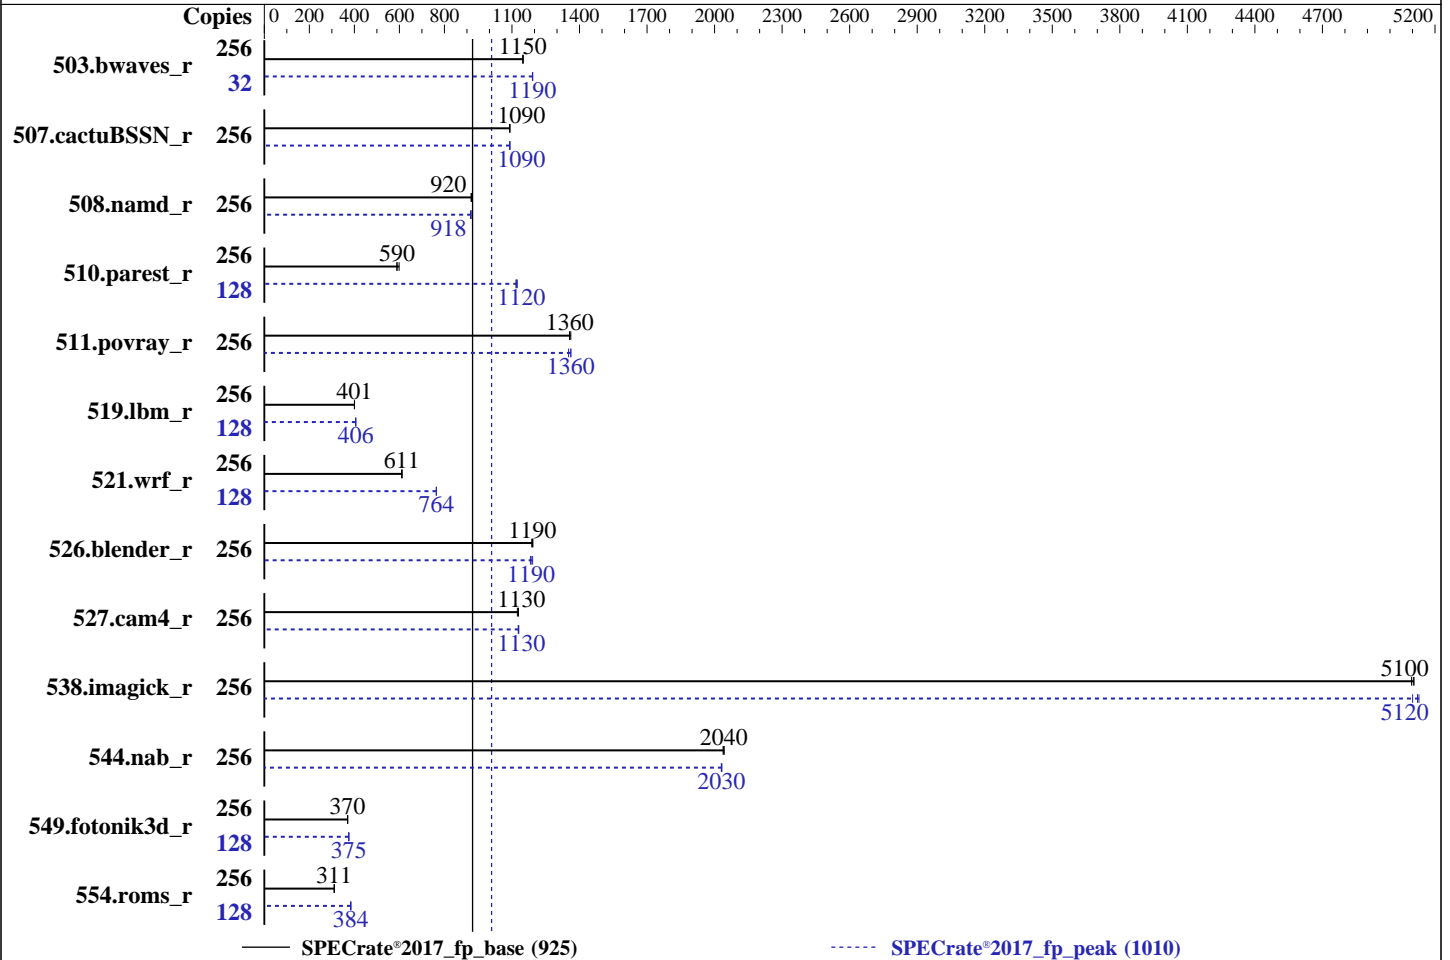 Copies 0 200 400 600 800 1100 1400 1700 2000 2300 2600 2900 3200 3500 3800 4100 4400 4700 5200
503.bwaves_r 256 1150
32 1190
507.cactuBSSN_r 256 1090
1090
508.namd_r 256 920
918
510.parest_r 256 590
128 1120
511.povray_r 256 1360
1360
519.lbm_r 256 401
128 406
521.wrf_r 256 611
128 764
526.blender_r 256 1190
1190
527.cam4_r 256 1130
1130
538.imagick_r 256 5100
5120
544.nab_r 256 2040
2030
549.fotonik3d_r 256 370
128 375
554.roms_r 256 311
128 384
SPECrate®2017_fp_base (925)
SPECrate®2017_fp_peak (1010)